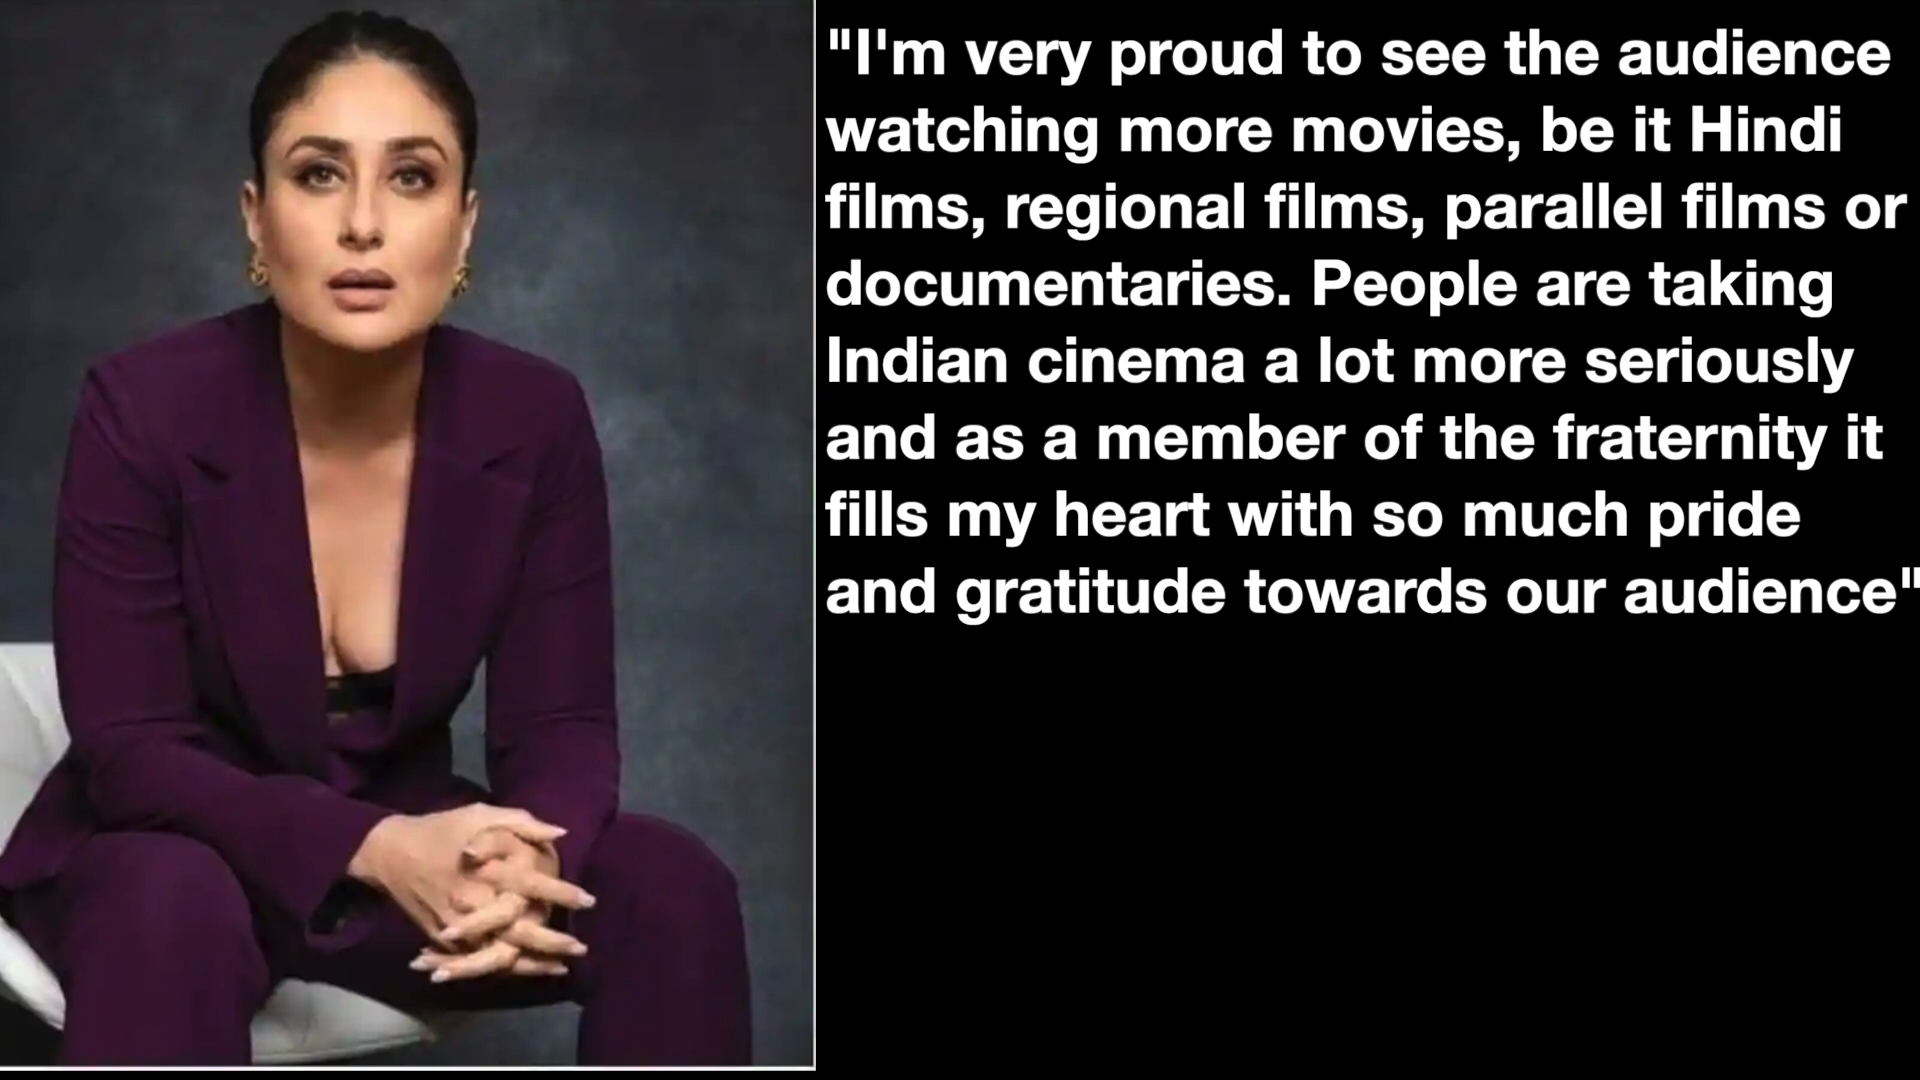 "I'm very proud to see the audience
watching more movies, be it Hindi
films, regional films, parallel films or
documentaries. People are taking
Indian cinema a lot more seriously
and as a member of the fraternity it
fills my heart with so much pride
and gratitude towards our audience"